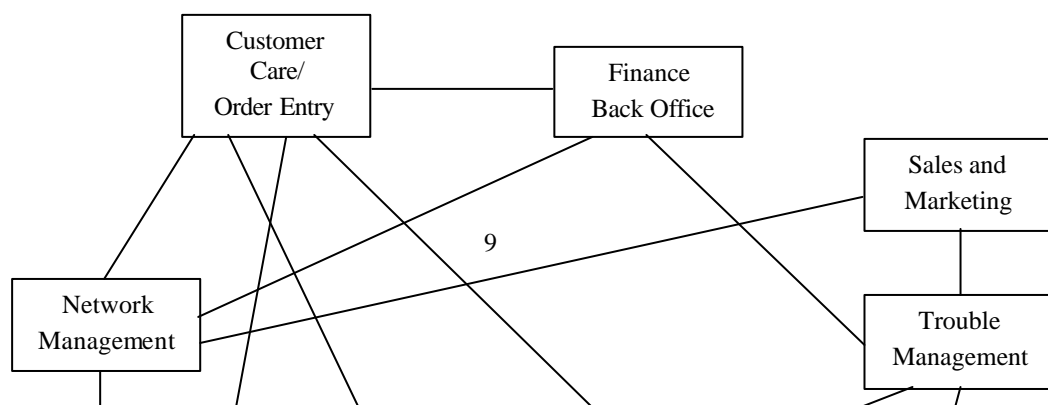 Customer
Care/
Order Entry
Finance
Back Office
Sales and
Marketing
9
Network
Management
Trouble
Management